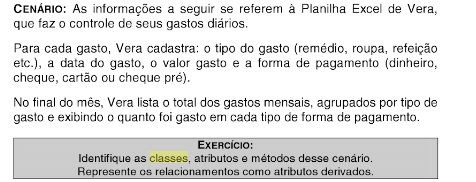 CENÁRIO: As informações a seguir se referem à Planilha Excel de Vera,
que faz o controle de seus gastos diários.
Para cada gasto, Vera cadastra: o tipo do gasto (remédio, roupa, refeição
etc.), a data do gasto, o valor gasto e a forma de pagamento (dinheiro,
cheque, cartão ou cheque pré).
No final do mês, Vera lista o total dos gastos mensais, agrupados por tipo de
gasto e exibindo o quanto foi gasto em cada tipo de forma de pagamento.
EXERCÍCIO:
Identifique as classes, atributos e métodos desse cenário.
Represente os relacionamentos como atributos derivados.